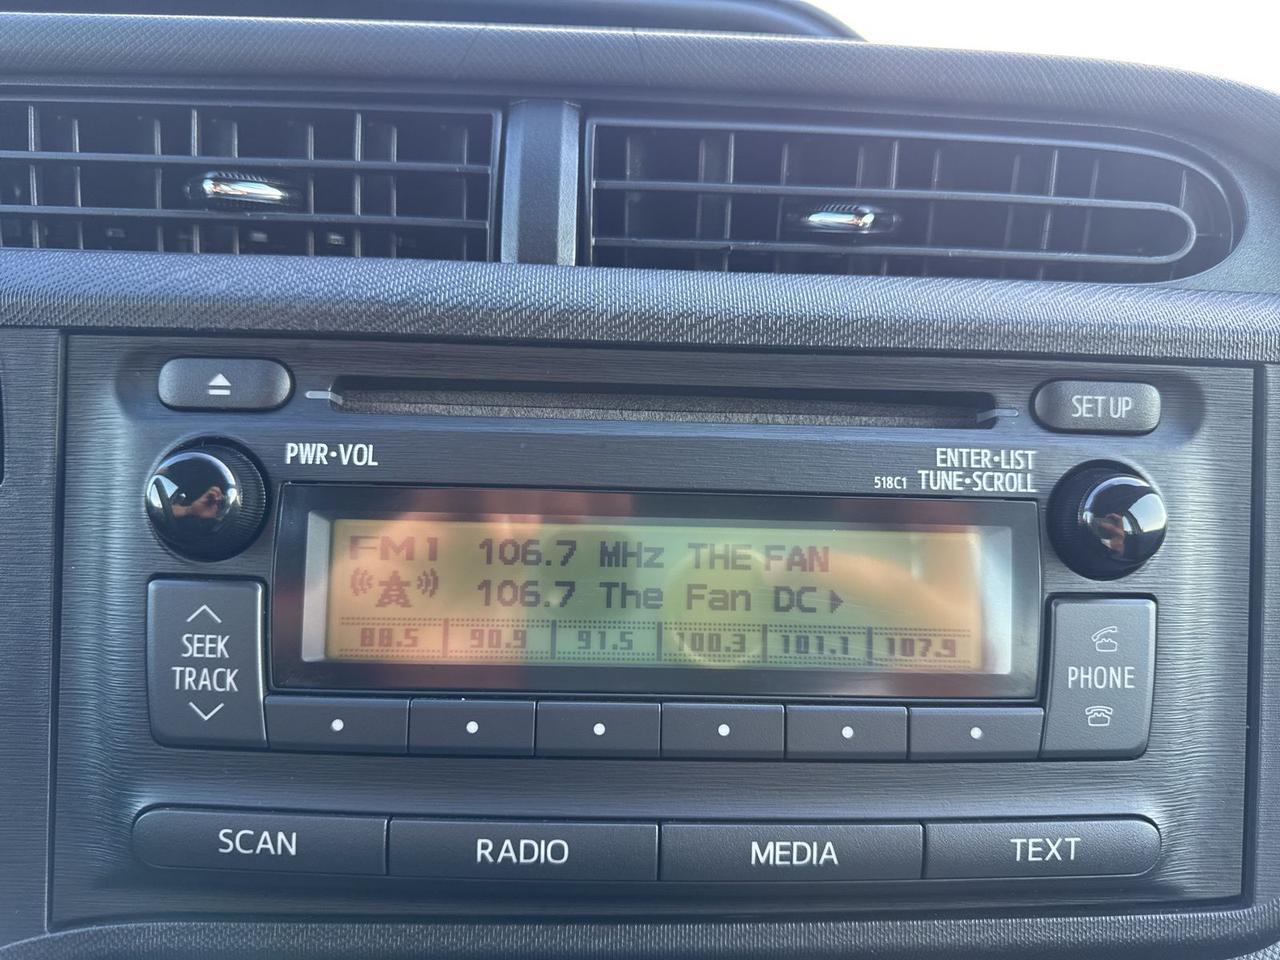 SET UP
PWR•VOL
ENTER•LIST
518C1 TUNE•SCROLL
FM1 106.7 MHz THE FAN
106.7 The Fan DC
88.5 90.9 91.5 100.3 101.1 107.9
SEEK
TRACK
PHONE
SCAN RADIO MEDIA TEXT